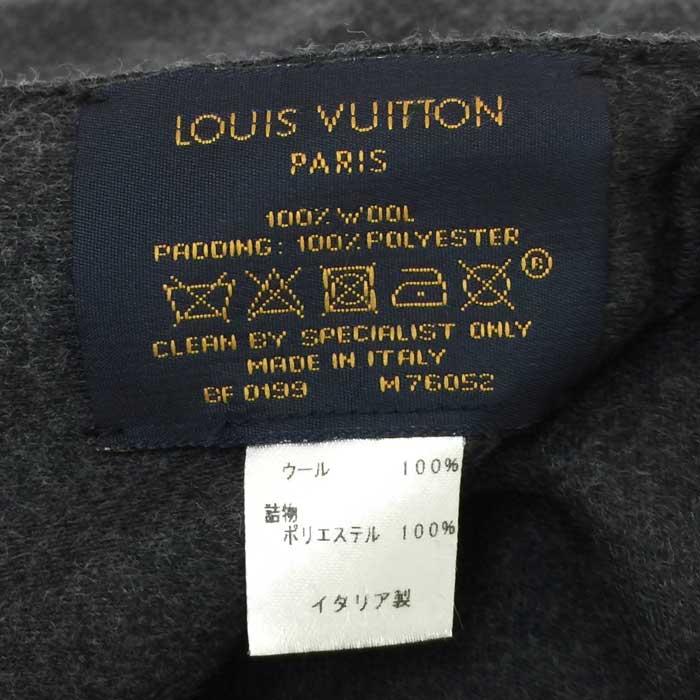 LOUIS VUITTON
PARIS
100% WOOL
PADDING: 100% POLYESTER
®
CLEAN BY SPECIALIST ONLY
MADE IN ITALY
BF 0199 M76052
ウール 100%
詰物
ポリエステル 100%
イタリア製